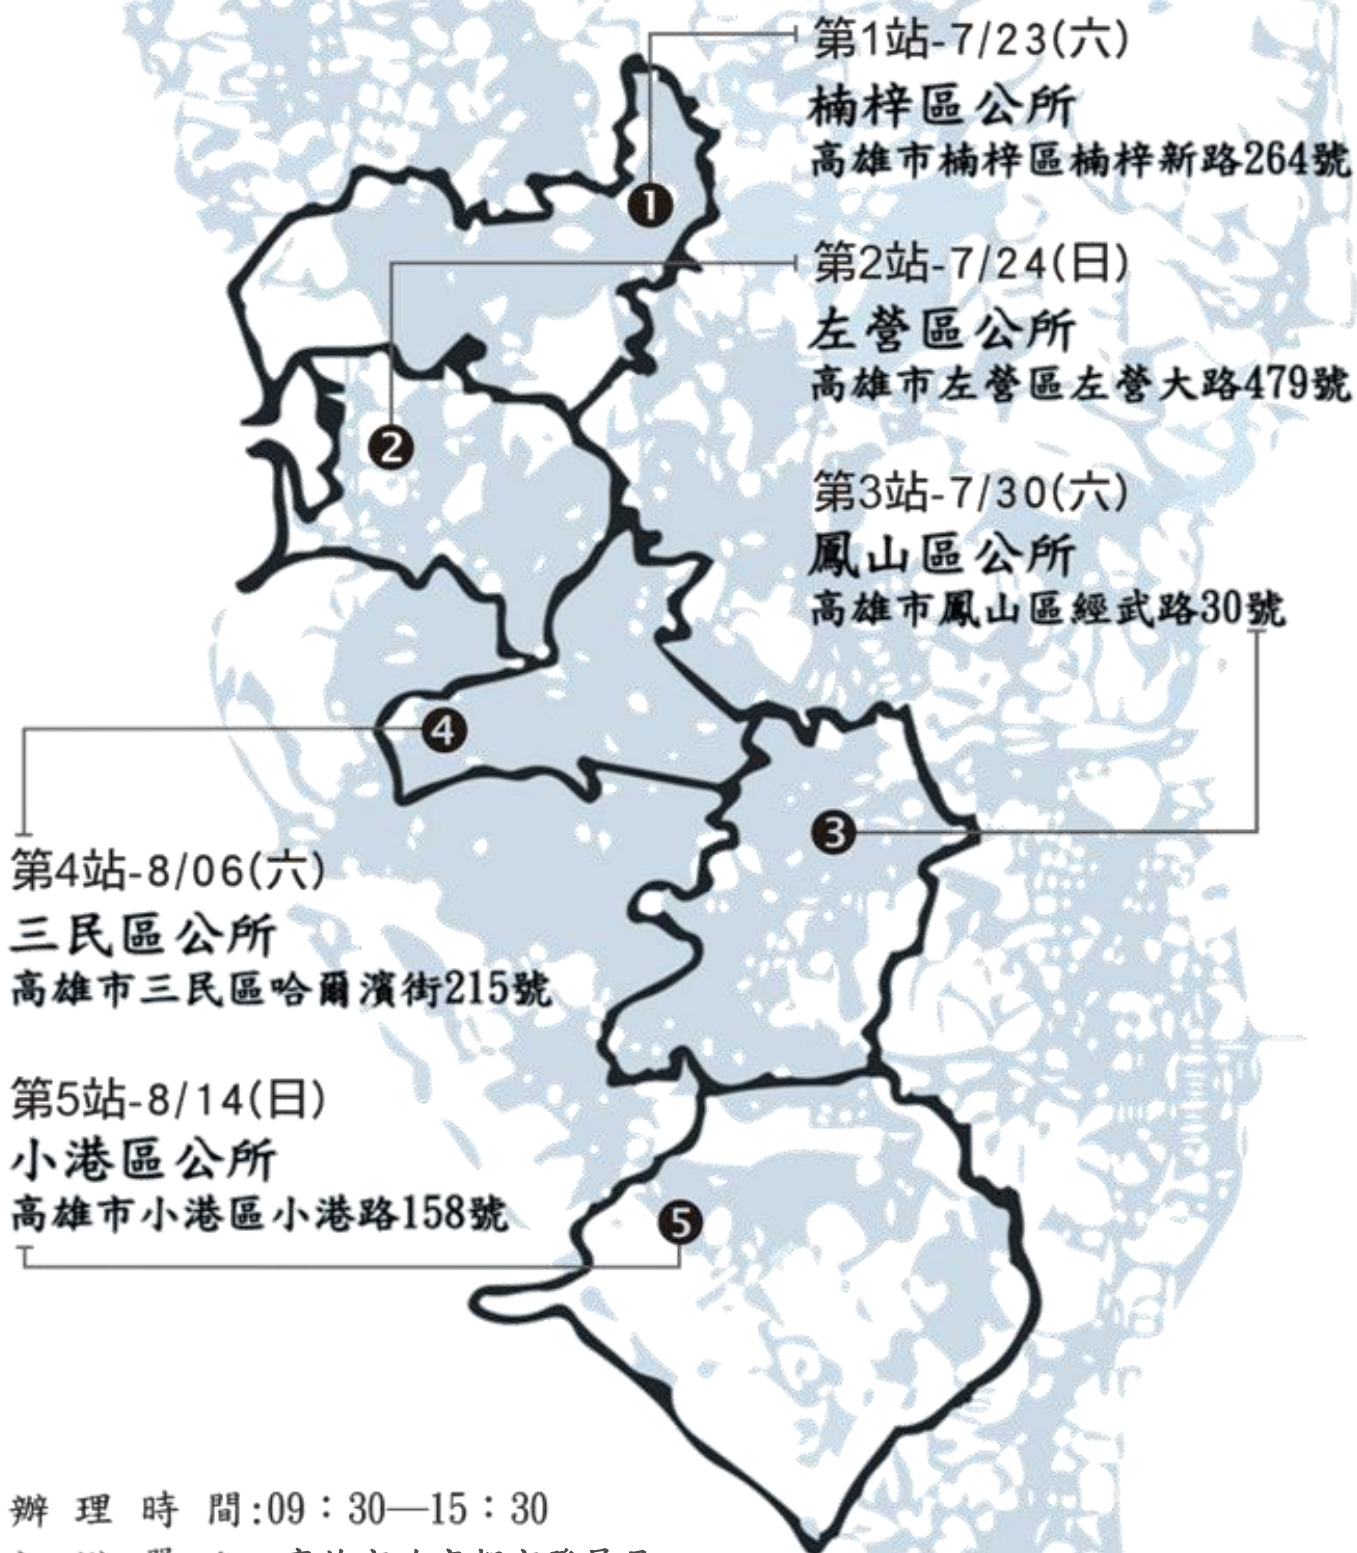 第1站-7/23(六)
楠梓區公所
高雄市楠梓區楠梓新路264號
❶
第2站-7/24(日)
左營區公所
高雄市左營區左營大路479號
❷
第3站-7/30(六)
鳳山區公所
高雄市鳳山區經武路30號
❹
❸
第4站-8/06(六)
三民區公所
高雄市三民區哈爾濱街215號
第5站-8/14(日)
小港區公所
高雄市小港區小港路158號
❺
辦 理 時 間:09：30—15：30